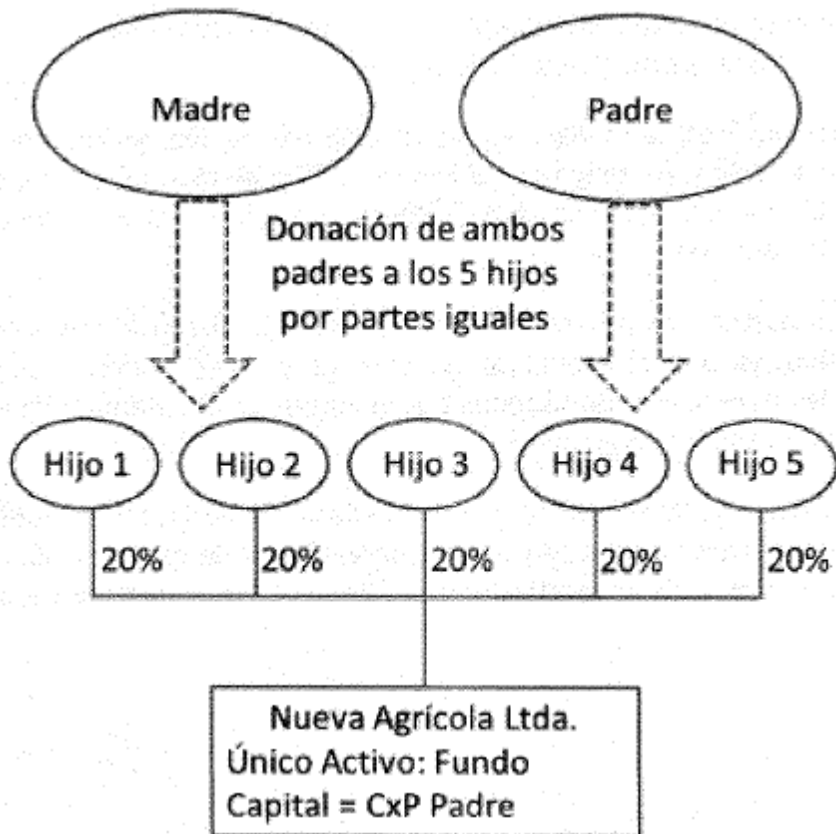 Madre
Padre
Donación de ambos
padres a los 5 hijos
por partes iguales
Hijo 1
Hijo 2
Hijo 3
Hijo 4
Hijo 5
20%
20%
20%
20%
20%
Nueva Agrícola Ltda.
Único Activo: Fundo
Capital = CxP Padre